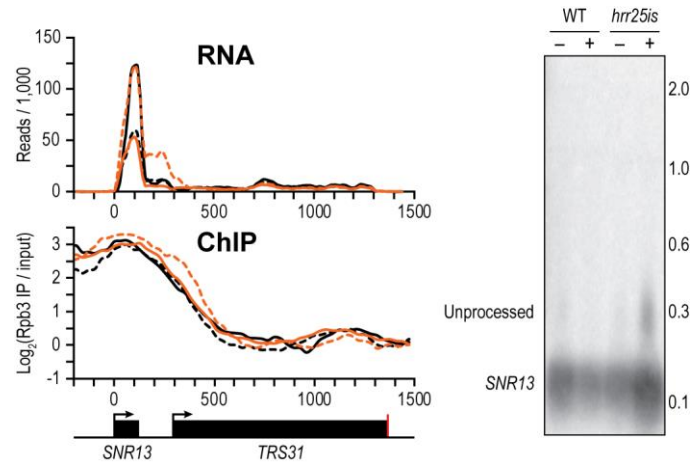 RNA
Reads / 1,000
150
100
50
0
0 500 1000 1500
ChIP
Log2(Rpb3 IP / input)
3
2
1
0
-1
0 500 1000 1500
SNR13 TRS31
WT hrr25is
– + – +
2.0
1.0
0.6
Unprocessed 0.3
SNR13
0.1